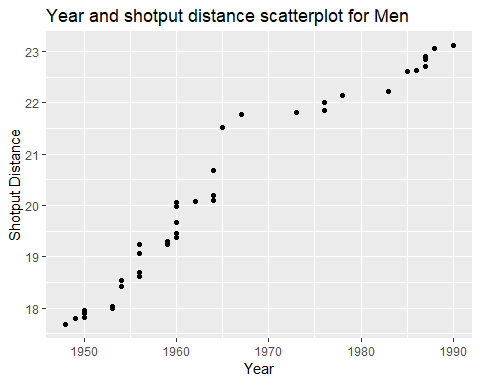 Year and shotput distance scatterplot for Men
23
22
21
20
19
18
Shotput Distance
1950 1960 1970 1980 1990
Year